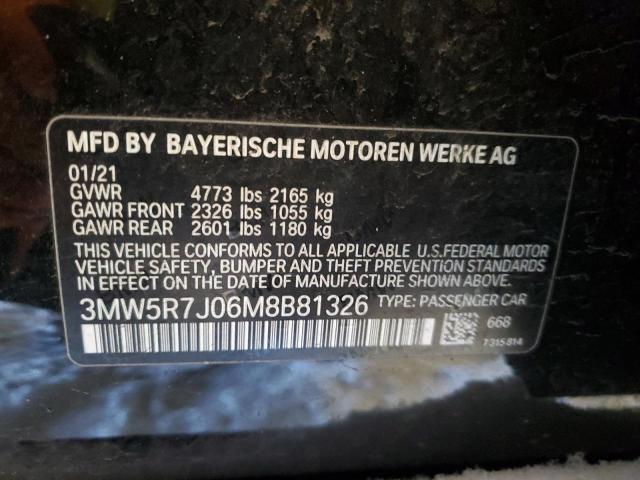 MFD BY BAYERISCHE MOTOREN WERKE AG
01/21
GVWR 4773 lbs 2165 kg
GAWR FRONT 2326 lbs 1055 kg
GAWR REAR 2601 lbs 1180 kg
THIS VEHICLE CONFORMS TO ALL APPLICABLE U.S.FEDERAL MOTOR
VEHICLE SAFETY, BUMPER AND THEFT PREVENTION STANDARDS
IN EFFECT ON THE DATE OF MANUFACTURE SHOWN ABOVE.
3MW5R7J06M8B81326 TYPE: PASSENGER CAR
668
7315814